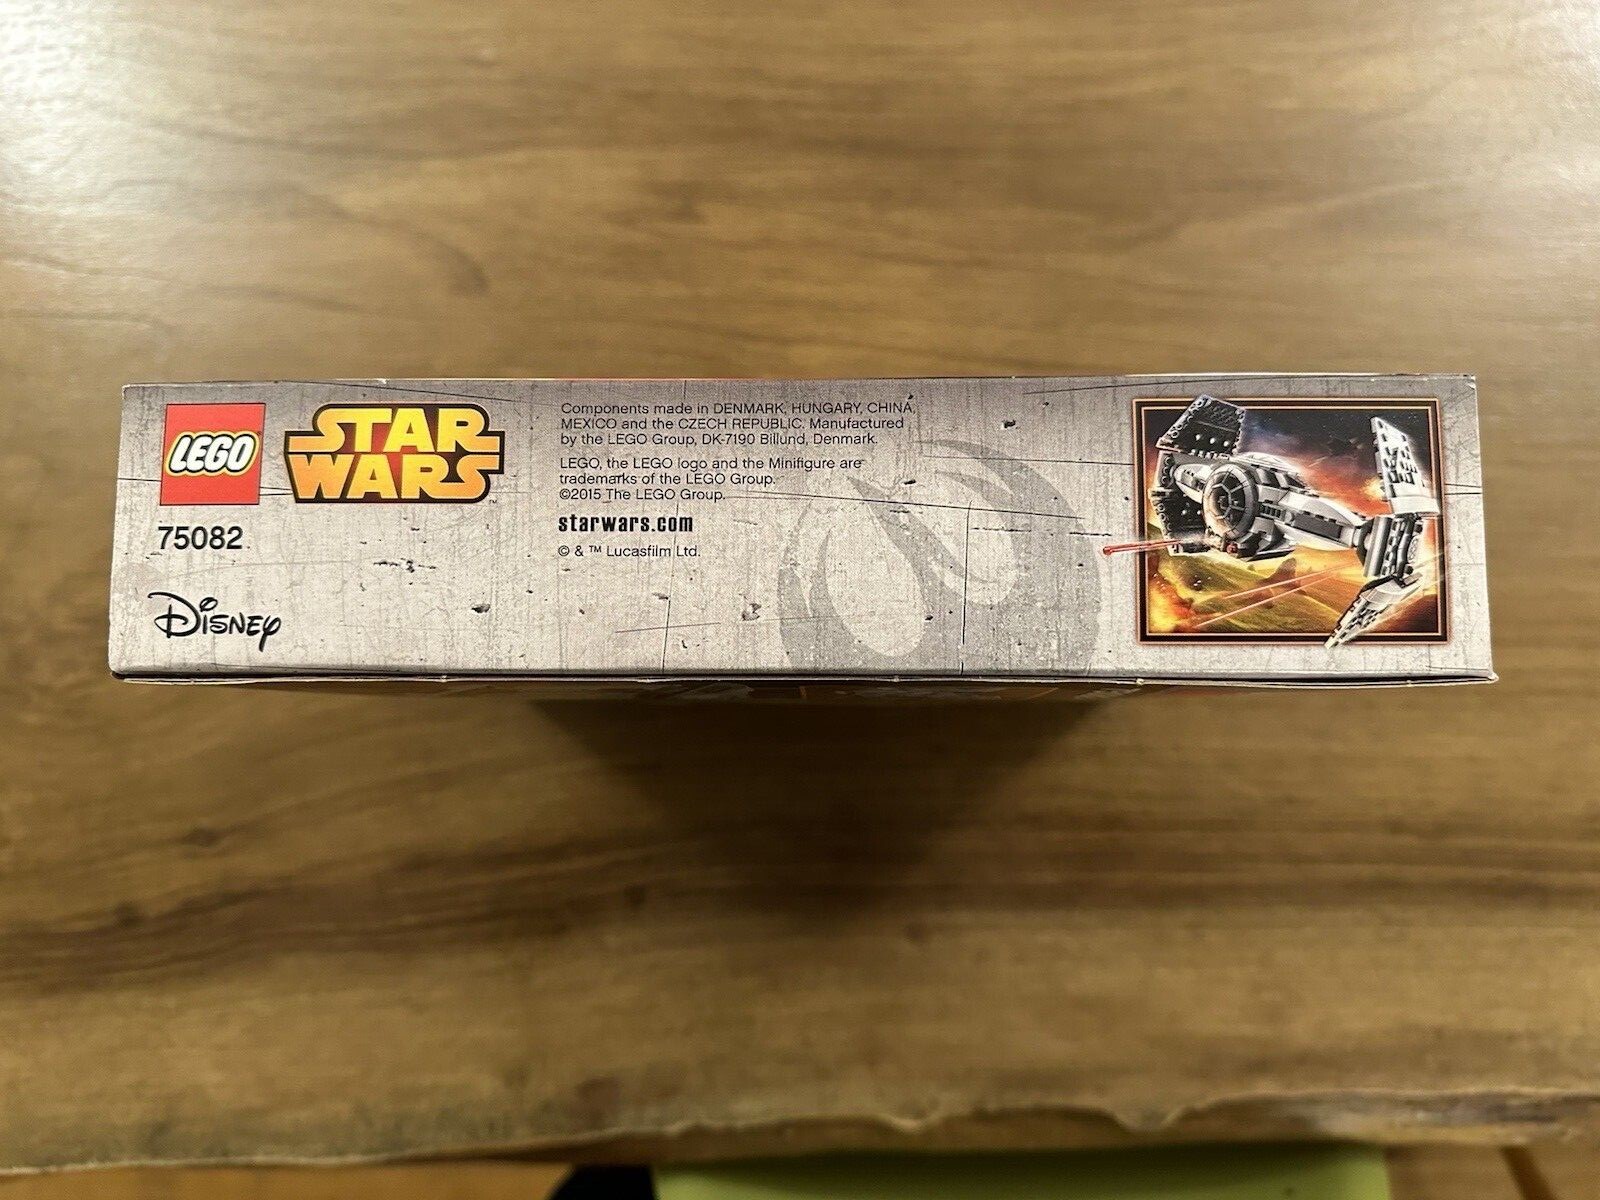 LEGO
STAR
WARS
™
75082
Disney
Components made in DENMARK, HUNGARY, CHINA,
MEXICO and the CZECH REPUBLIC. Manufactured
by the LEGO Group, DK-7190 Billund, Denmark.
LEGO, the LEGO logo and the Minifigure are
trademarks of the LEGO Group.
©2015 The LEGO Group.
starwars.com
© & ™ Lucasfilm Ltd.